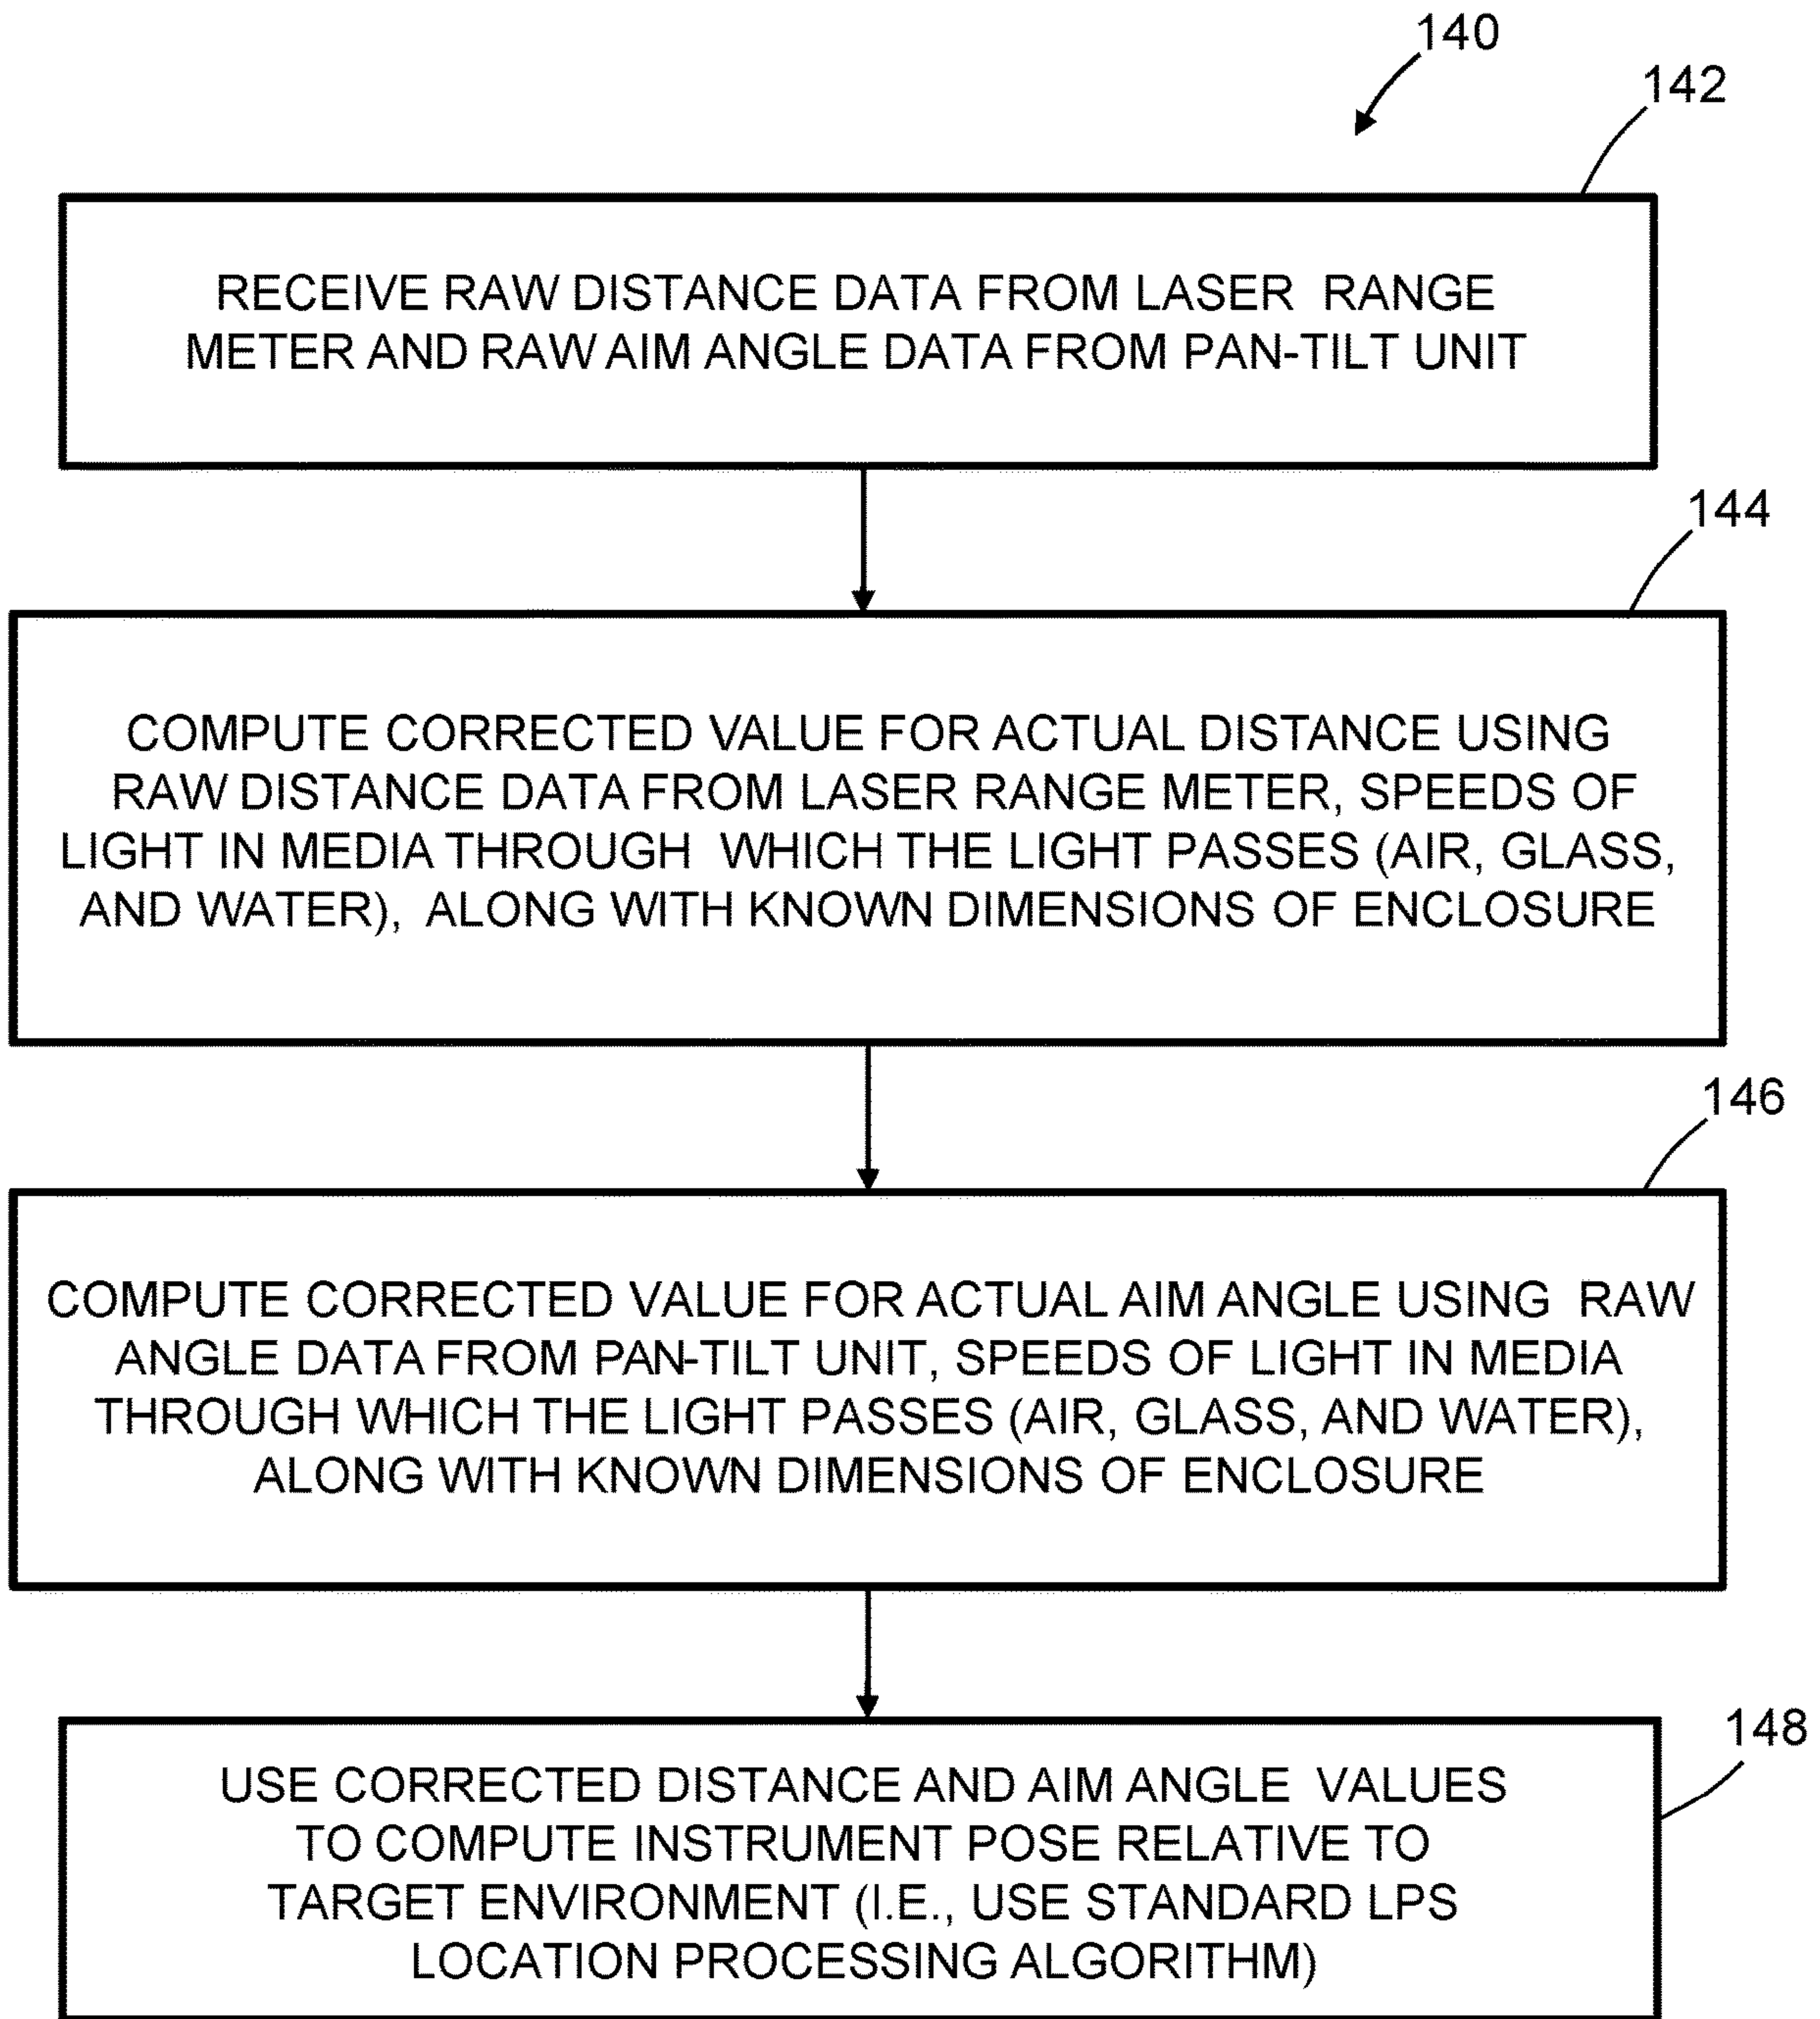 140
142
RECEIVE RAW DISTANCE DATA FROM LASER RANGE
METER AND RAW AIM ANGLE DATA FROM PAN-TILT UNIT
144
COMPUTE CORRECTED VALUE FOR ACTUAL DISTANCE USING
RAW DISTANCE DATA FROM LASER RANGE METER, SPEEDS OF
LIGHT IN MEDIA THROUGH WHICH THE LIGHT PASSES (AIR, GLASS,
AND WATER), ALONG WITH KNOWN DIMENSIONS OF ENCLOSURE
146
COMPUTE CORRECTED VALUE FOR ACTUAL AIM ANGLE USING RAW
ANGLE DATA FROM PAN-TILT UNIT, SPEEDS OF LIGHT IN MEDIA
THROUGH WHICH THE LIGHT PASSES (AIR, GLASS, AND WATER),
ALONG WITH KNOWN DIMENSIONS OF ENCLOSURE
148
USE CORRECTED DISTANCE AND AIM ANGLE VALUES
TO COMPUTE INSTRUMENT POSE RELATIVE TO
TARGET ENVIRONMENT (I.E., USE STANDARD LPS
LOCATION PROCESSING ALGORITHM)